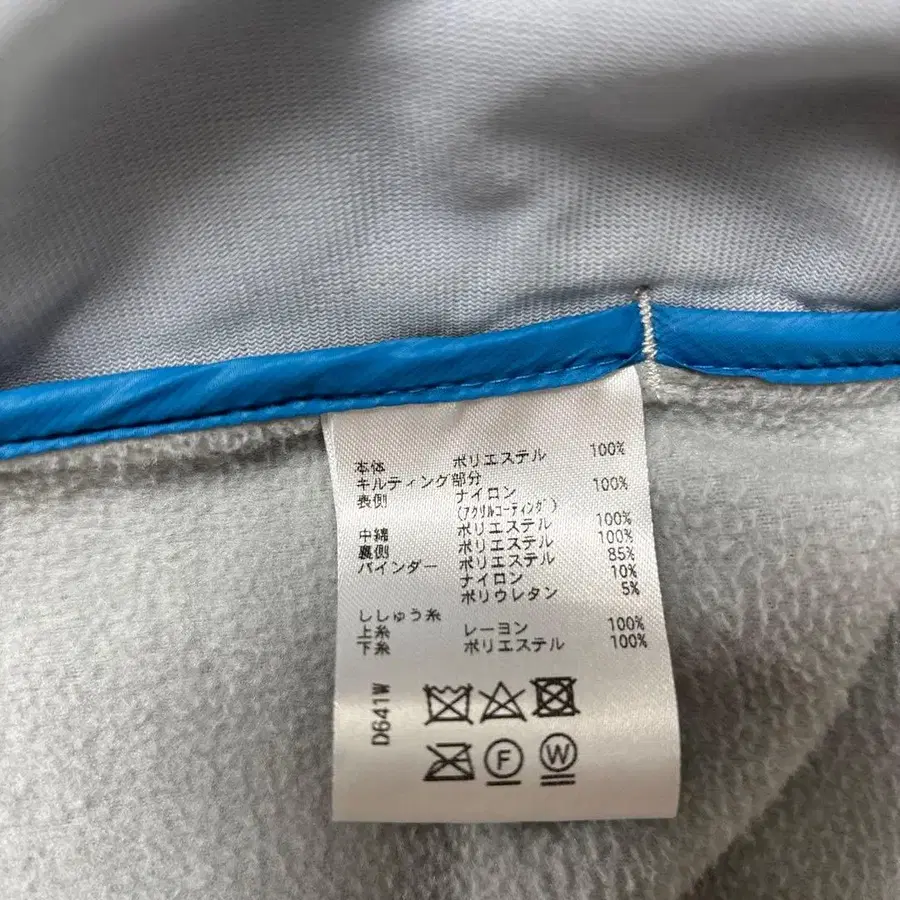 本体 ポリエステル 100%
キルティング部分
表側 ナイロン 100%
(アクリルコーティング)
中綿 ポリエステル 100%
裏側 ポリエステル 100%
バインダー ポリエステル 85%
ナイロン 10%
ポリウレタン 5%
ししゅう糸
上糸 レーヨン 100%
下糸 ポリエステル 100%
D641W
F
W